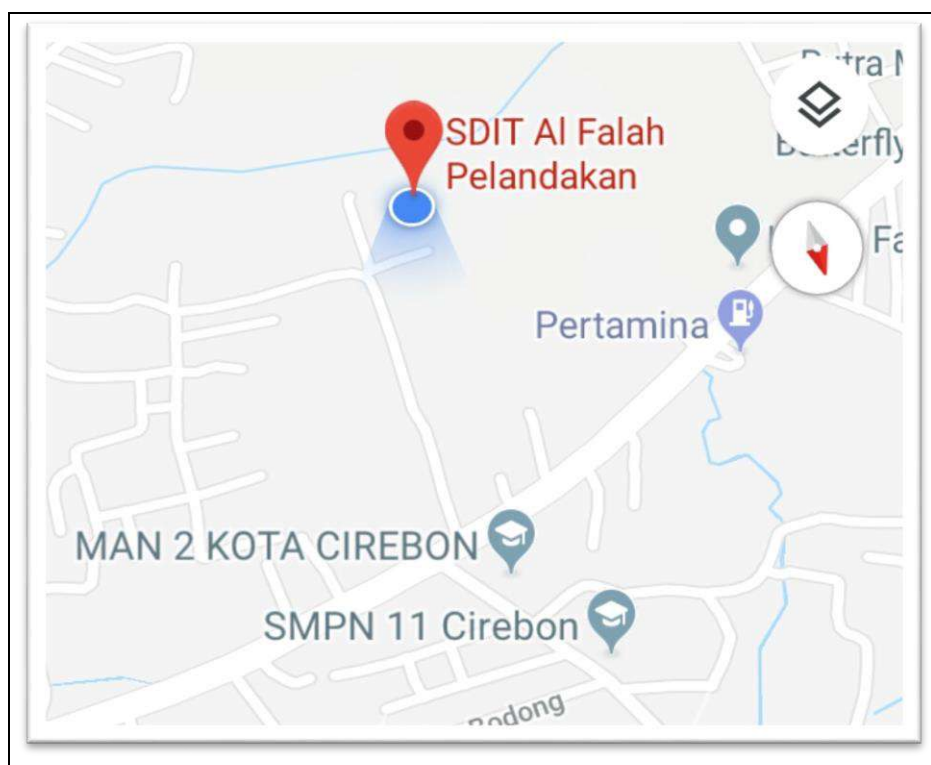 SDIT Al Falah
Pelandakan
Pertamina
MAN 2 KOTA CIREBON
SMPN 11 Cirebon